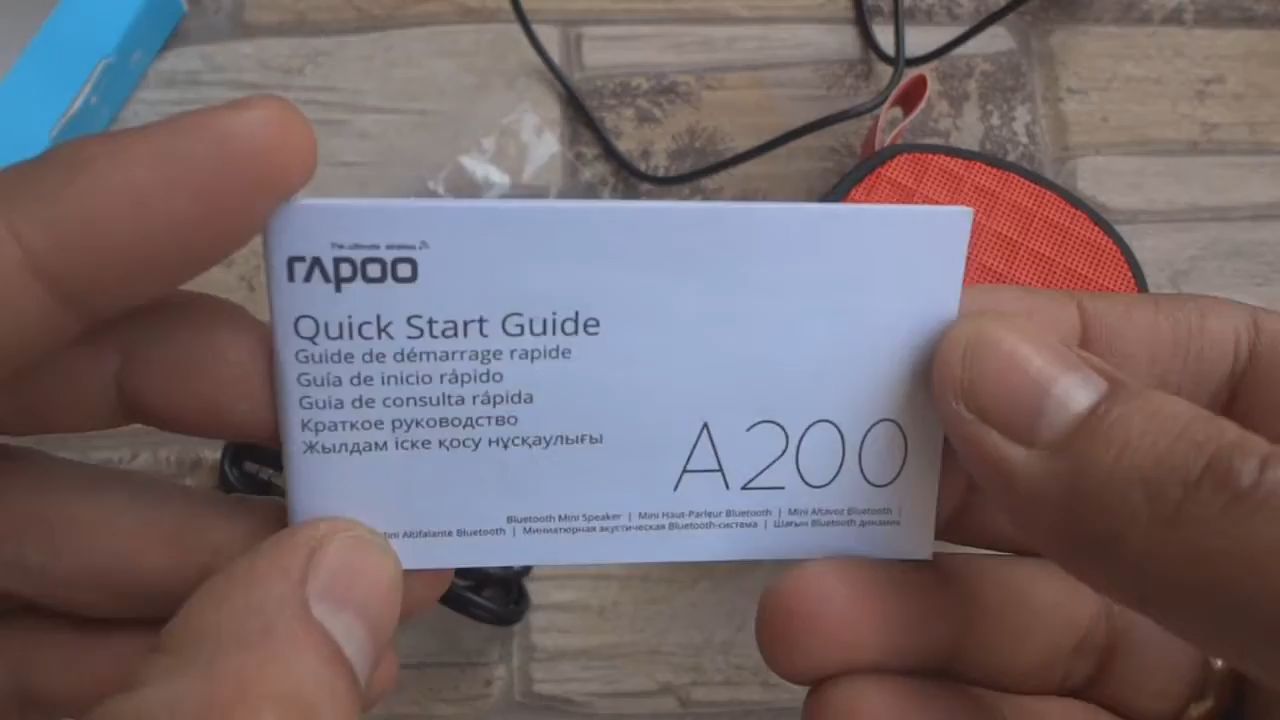 The ultimate wireless
rapoo
Quick Start Guide
Guide de démarrage rapide
Guía de inicio rápido
Guia de consulta rápida
Краткое руководство
Жылдам іске қосу нұсқаулығы
A200
Bluetooth Mini Speaker | Mini Haut-Parleur Bluetooth | Mini Altavoz Bluetooth |
Altifalante Bluetooth | Миниатюрная акустическая Bluetooth-система | Шағын Bluetooth динамик